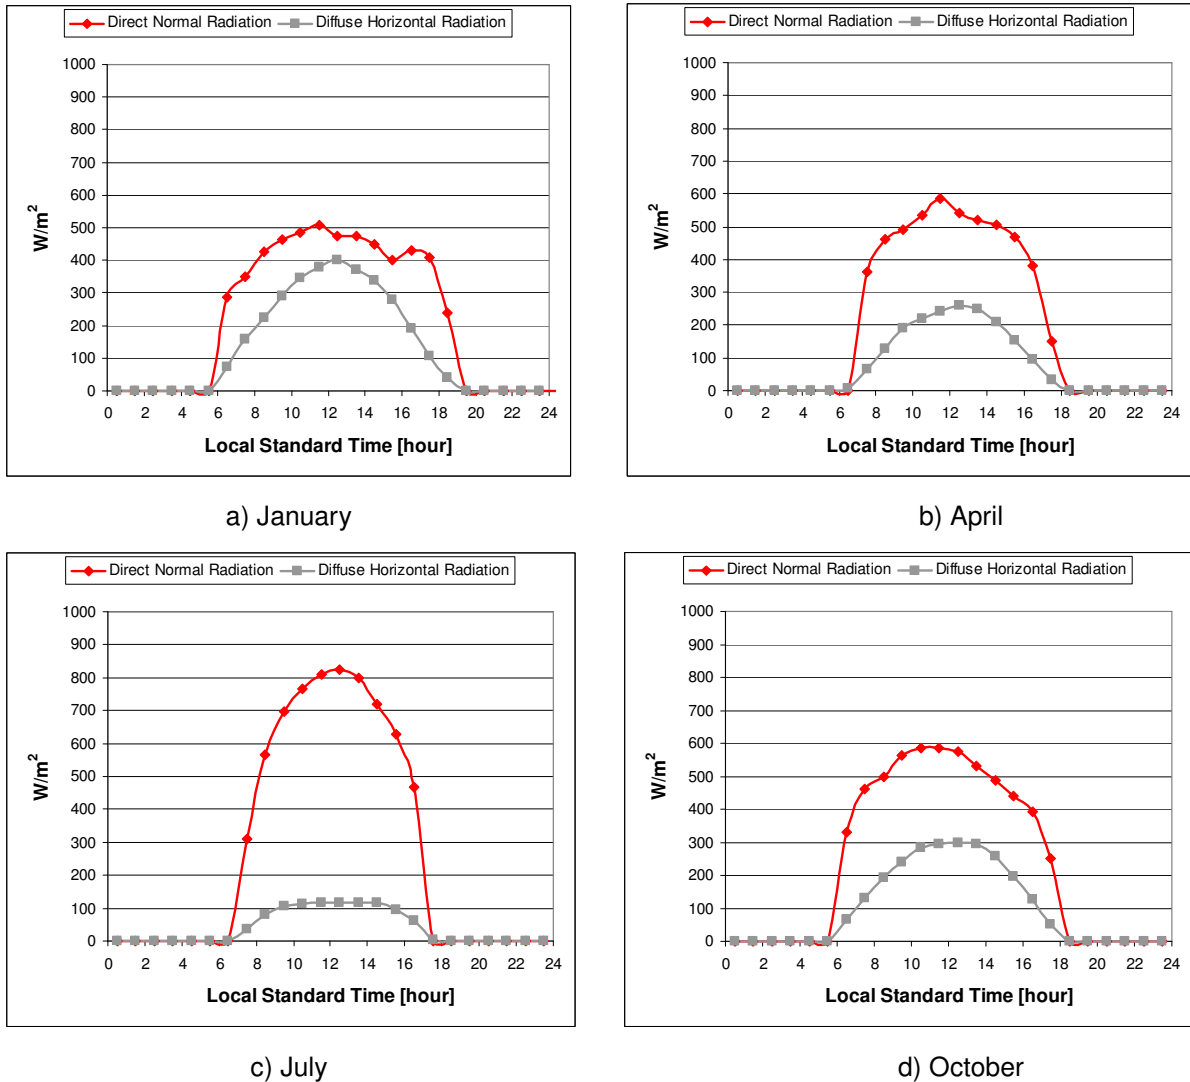 Direct Normal Radiation Diffuse Horizontal Radiation
1000
900
800
700
600
500
400
300
200
100
0
W/m²
0 2 4 6 8 10 12 14 16 18 20 22 24
Local Standard Time [hour]
a) January
Direct Normal Radiation Diffuse Horizontal Radiation
1000
900
800
700
600
500
400
300
200
100
0
W/m²
0 2 4 6 8 10 12 14 16 18 20 22 24
Local Standard Time [hour]
b) April
Direct Normal Radiation Diffuse Horizontal Radiation
1000
900
800
700
600
500
400
300
200
100
0
W/m²
0 2 4 6 8 10 12 14 16 18 20 22 24
Local Standard Time [hour]
c) July
Direct Normal Radiation Diffuse Horizontal Radiation
1000
900
800
700
600
500
400
300
200
100
0
W/m²
0 2 4 6 8 10 12 14 16 18 20 22 24
Local Standard Time [hour]
d) October